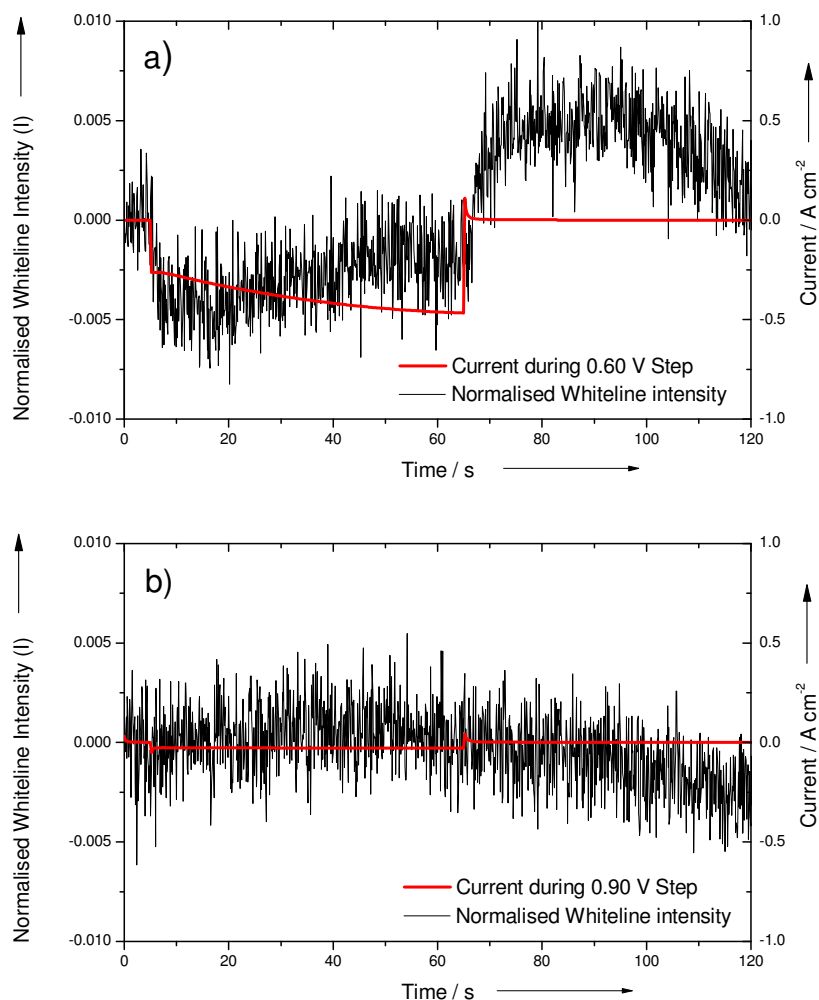 a)
Normalised Whiteline Intensity (I)
0.010
0.005
0.000
-0.005
-0.010
1.0
0.5
0.0
-0.5
-1.0
Current / A cm-2
Current during 0.60 V Step
Normalised Whiteline intensity
0 20 40 60 80 100 120
Time / s
b)
Normalised Whiteline Intensity (I)
0.010
0.005
0.000
-0.005
-0.010
1.0
0.5
0.0
-0.5
-1.0
Current / A cm-2
Current during 0.90 V Step
Normalised Whiteline intensity
0 20 40 60 80 100 120
Time / s